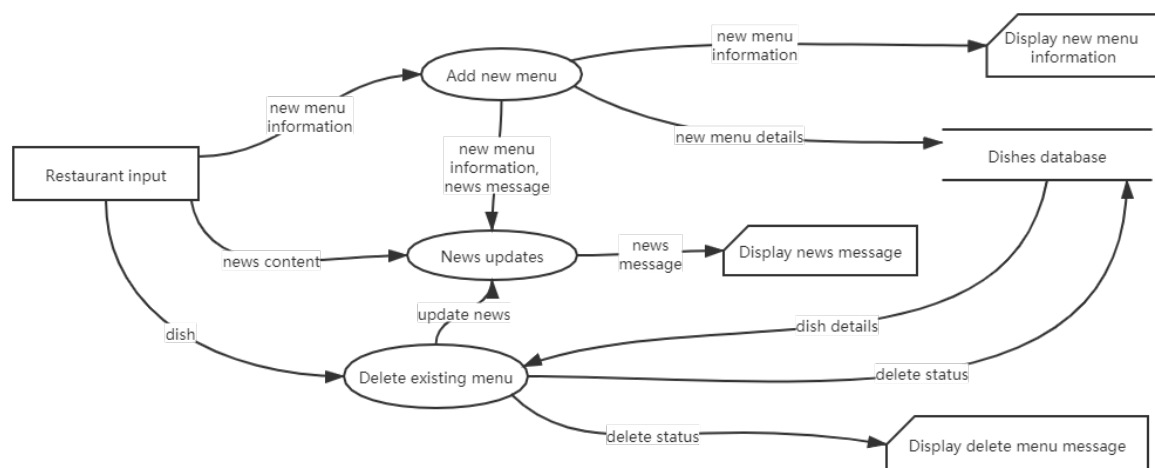 new menu
information
Display new menu
information
Add new menu
new menu
information
new menu details
new menu
information,
news message
Dishes database
Restaurant input
news content
News updates
news
message
Display news message
update news
dish
dish details
Delete existing menu
delete status
delete status
Display delete menu message